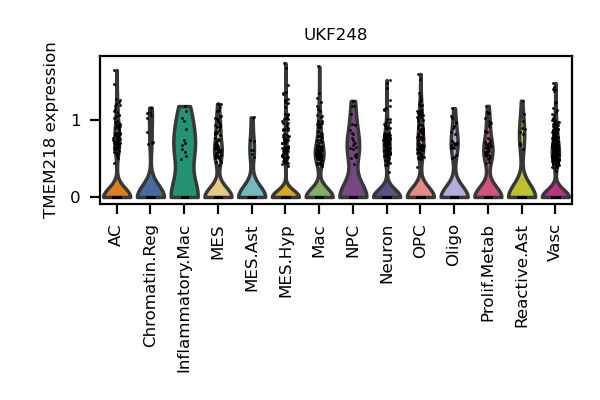 UKF248
TMEM218 expression
1
0
AC
Chromatin.Reg
Inflammatory.Mac
MES
MES.Ast
MES.Hyp
Mac
NPC
Neuron
OPC
Oligo
Prolif.Metab
Reactive.Ast
Vasc